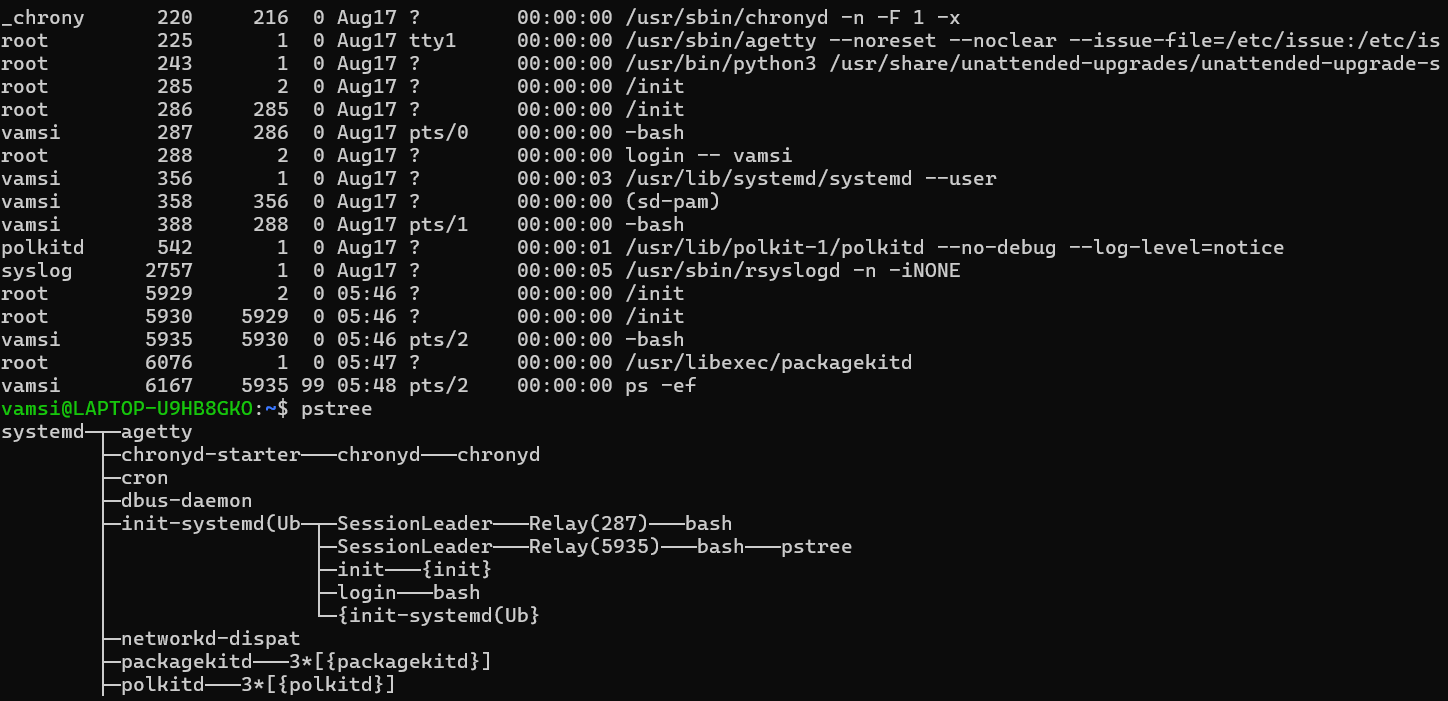 _chrony      220     216  0 Aug17 ?        00:00:00 /usr/sbin/chronyd -n -F 1 -x
root         225       1  0 Aug17 tty1     00:00:00 /usr/sbin/agetty --noreset --noclear --issue-file=/etc/issue:/etc/is
root         243       1  0 Aug17 ?        00:00:00 /usr/bin/python3 /usr/share/unattended-upgrades/unattended-upgrade-s
root         285       2  0 Aug17 ?        00:00:00 /init
root         286     285  0 Aug17 ?        00:00:00 /init
vamsi        287     286  0 Aug17 pts/0    00:00:00 -bash
root         288       2  0 Aug17 ?        00:00:00 login -- vamsi
vamsi        356       1  0 Aug17 ?        00:00:03 /usr/lib/systemd/systemd --user
vamsi        358     356  0 Aug17 ?        00:00:00 (sd-pam)
vamsi        388     288  0 Aug17 pts/1    00:00:00 -bash
polkitd      542       1  0 Aug17 ?        00:00:01 /usr/lib/polkit-1/polkitd --no-debug --log-level=notice
syslog      2757       1  0 Aug17 ?        00:00:05 /usr/sbin/rsyslogd -n -iNONE
root        5929       2  0 05:46 ?        00:00:00 /init
root        5930    5929  0 05:46 ?        00:00:00 /init
vamsi       5935    5930  0 05:46 pts/2    00:00:00 -bash
root        6076       1  0 05:47 ?        00:00:00 /usr/libexec/packagekitd
vamsi       6167    5935 99 05:48 pts/2    00:00:00 ps -ef
vamsi@LAPTOP-U9HB8GKO:~$ pstree
systemd─┬─agetty
        ├─chronyd-starter───chronyd───chronyd
        ├─cron
        ├─dbus-daemon
        ├─init-systemd(Ub─┬─SessionLeader───Relay(287)───bash
        │                 ├─SessionLeader───Relay(5935)───bash───pstree
        │                 ├─init───{init}
        │                 ├─login───bash
        │                 └─{init-systemd(Ub}
        ├─networkd-dispat
        ├─packagekitd───3*[{packagekitd}]
        ├─polkitd───3*[{polkitd}]